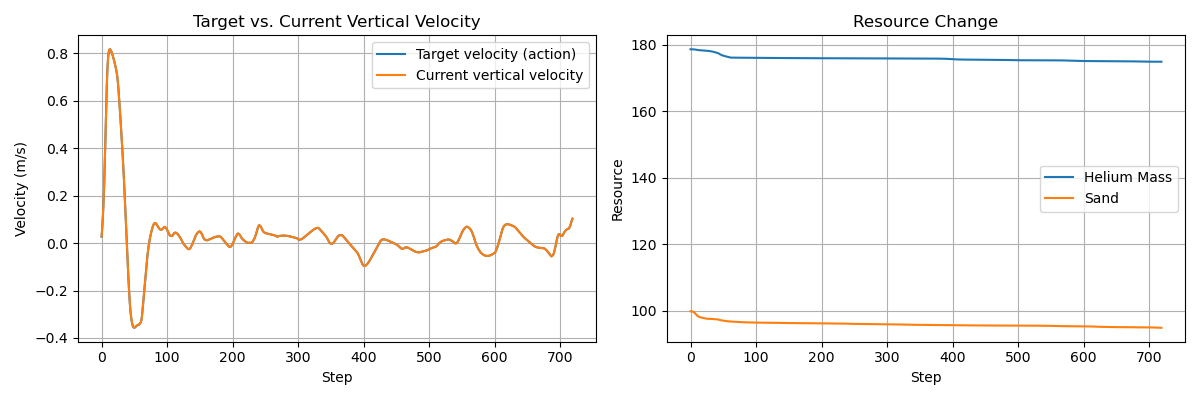 Target vs. Current Vertical Velocity
Velocity (m/s)
0.8
0.6
0.4
0.2
0.0
−0.2
−0.4
Target velocity (action)
Current vertical velocity
0 100 200 300 400 500 600 700
Step
Resource Change
Resource
180
160
140
120
100
Helium Mass
Sand
0 100 200 300 400 500 600 700
Step